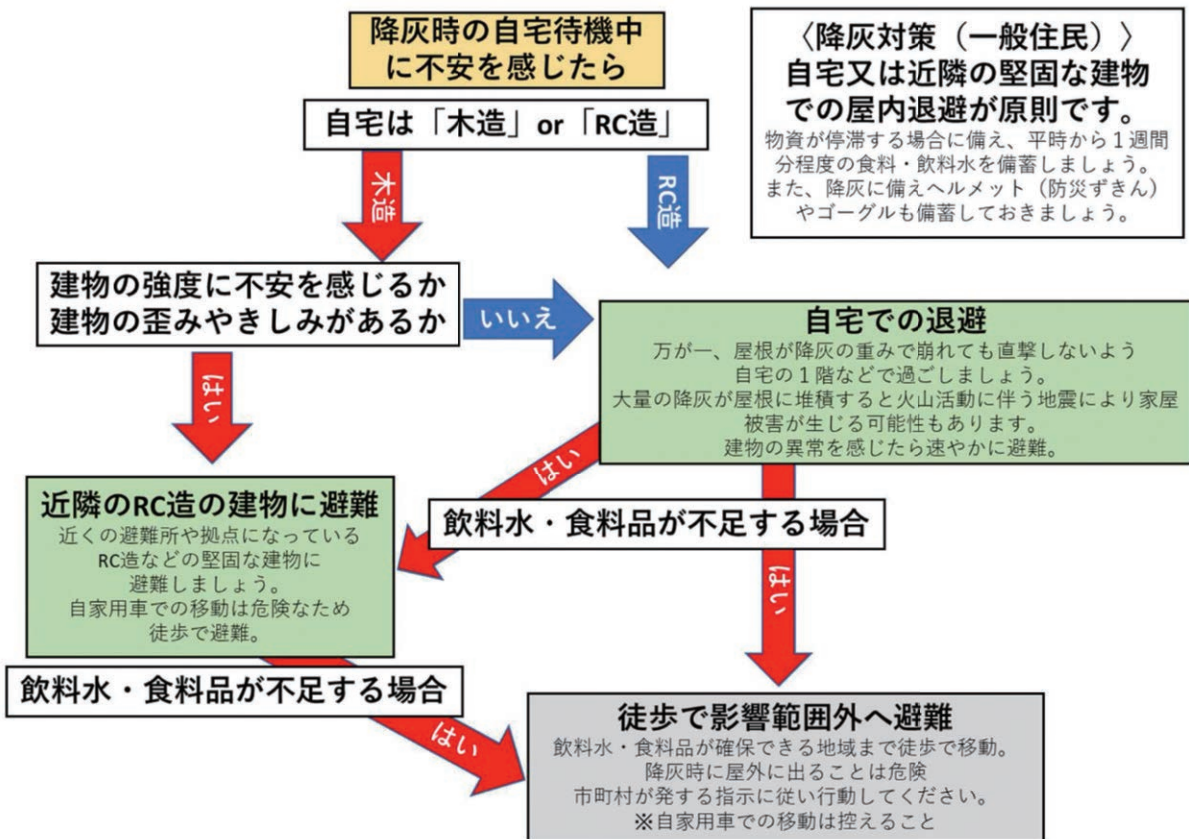 降灰時の自宅待機中
に不安を感じたら
〈降灰対策（一般住民）〉
自宅又は近隣の堅固な建物
での屋内退避が原則です。
物資が停滞する場合に備え、平時から１週間
分程度の食料・飲料水を備蓄しましょう。
また、降灰に備えヘルメット（防災ずきん）
やゴーグルも備蓄しておきましょう。
自宅は「木造」or「RC造」
木造
RC造
建物の強度に不安を感じるか
建物の歪みやきしみがあるか
いいえ
はい
自宅での退避
万が一、屋根が降灰の重みで崩れても直撃しないよう
自宅の１階などで過ごしましょう。
大量の降灰が屋根に堆積すると火山活動に伴う地震により家屋
被害が生じる可能性もあります。
建物の異常を感じたら速やかに避難。
はい
飲料水・食料品が不足する場合
はい
近隣のRC造の建物に避難
近くの避難所や拠点になっている
RC造などの堅固な建物に
避難しましょう。
自家用車での移動は危険なため
徒歩で避難。
飲料水・食料品が不足する場合
はい
徒歩で影響範囲外へ避難
飲料水・食料品が確保できる地域まで徒歩で移動。
降灰時に屋外に出ることは危険
市町村が発する指示に従い行動してください。
※自家用車での移動は控えること